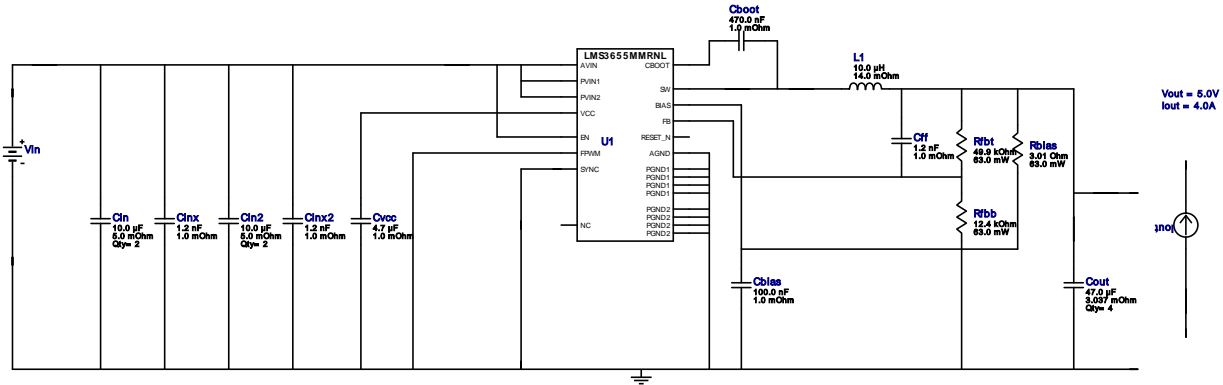 Cboot
470.0 nF
1.0 mOhm
LMS3655MMRNL
AVIN
PVIN1
PVIN2
VCC
EN
FPWM
SYNC
NC
U1
CBOOT
SW
BIAS
FB
RESET_N
AGND
PGND1
PGND1
PGND1
PGND1
PGND2
PGND2
PGND2
PGND2
L1
10.0 µH
14.0 mOhm
Vout = 5.0V
Iout = 4.0A
Vin
Cff
1.2 nF
1.0 mOhm
Rfbt
49.9 kOhm
63.0 mW
Rbias
3.01 Ohm
63.0 mW
Cin
10.0 µF
5.0 mOhm
Qty= 2
Cinx
1.2 nF
1.0 mOhm
Cin2
10.0 µF
5.0 mOhm
Qty= 2
Cinx2
1.2 nF
1.0 mOhm
Cvcc
4.7 µF
1.0 mOhm
Rfbb
12.4 kOhm
63.0 mW
Iout
Cbias
100.0 nF
1.0 mOhm
Cout
47.0 µF
3.037 mOhm
Qty= 4